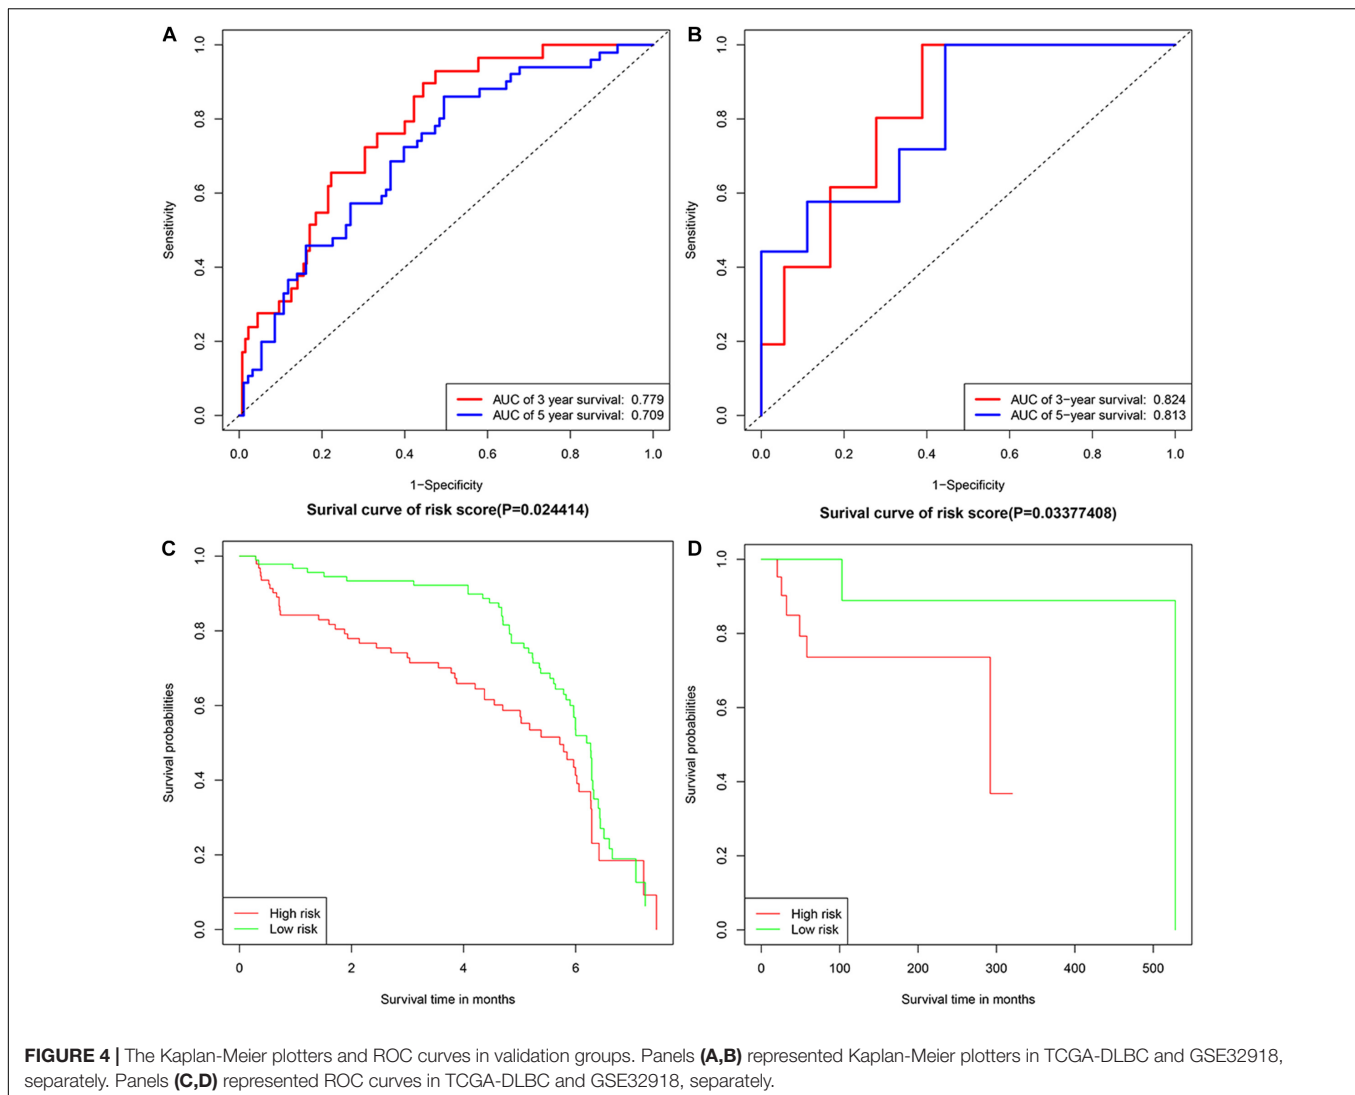 A
1.0
0.8
0.6
0.4
0.2
0.0
Sensitivity
AUC of 3 year survival: 0.779
AUC of 5 year survival: 0.709
0.0 0.2 0.4 0.6 0.8 1.0
1−Specificity
B
1.0
0.8
0.6
0.4
0.2
0.0
Sensitivity
AUC of 3−year survival: 0.824
AUC of 5−year survival: 0.813
0.0 0.2 0.4 0.6 0.8 1.0
1−Specificity
Surival curve of risk score(P=0.024414)
C
1.0
0.8
0.6
0.4
0.2
0.0
Survival probabilities
High risk
Low risk
0 2 4 6
Survival time in months
Surival curve of risk score(P=0.03377408)
D
1.0
0.8
0.6
0.4
0.2
0.0
Survival probabilities
High risk
Low risk
0 100 200 300 400 500
Survival time in months
FIGURE 4 | The Kaplan-Meier plotters and ROC curves in validation groups. Panels (A,B) represented Kaplan-Meier plotters in TCGA-DLBC and GSE32918,
separately. Panels (C,D) represented ROC curves in TCGA-DLBC and GSE32918, separately.